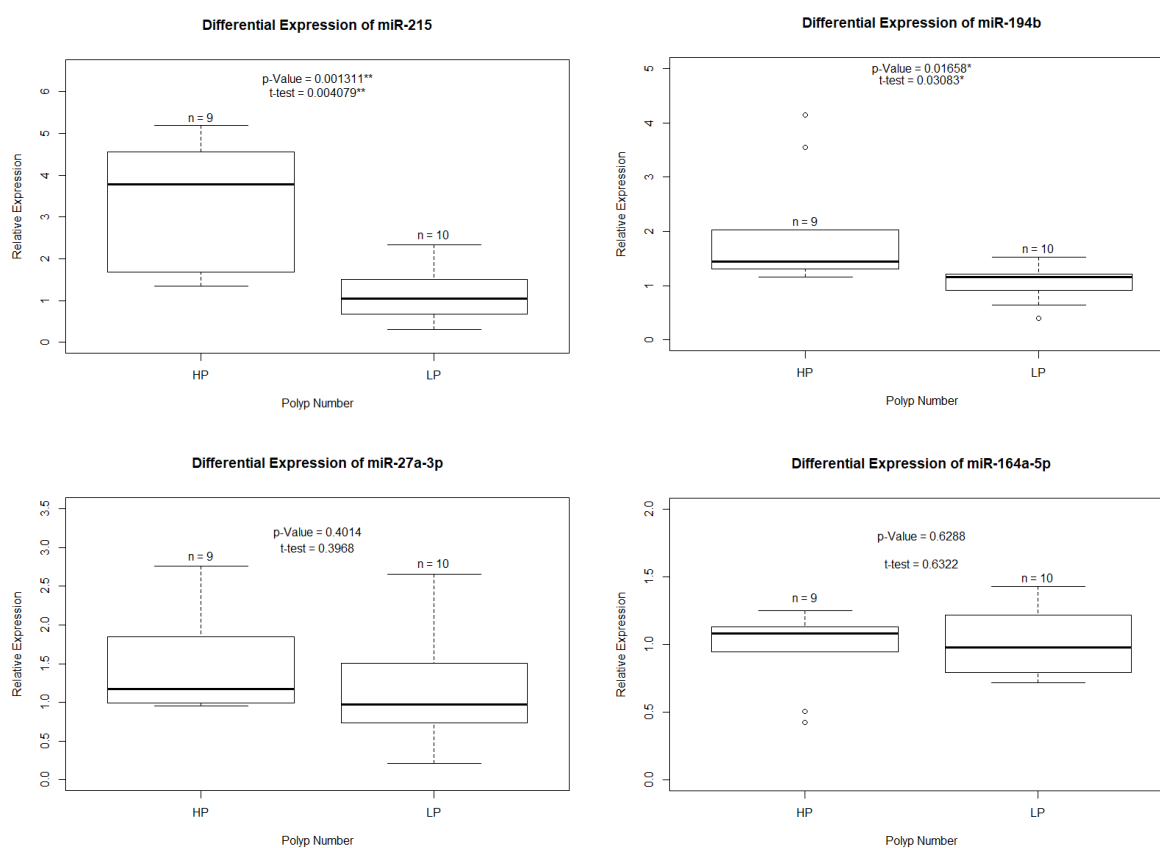 Differential Expression of miR-215
p-Value = 0.001311**
t-test = 0.004079**
n = 9
n = 10
Relative Expression
6
5
4
3
2
1
0
HP
LP
Polyp Number
Differential Expression of miR-194b
p-Value = 0.01658*
t-test = 0.03083*
n = 9
n = 10
Relative Expression
5
4
3
2
1
0
HP
LP
Polyp Number
Differential Expression of miR-27a-3p
p-Value = 0.4014
t-test = 0.3968
n = 9
n = 10
Relative Expression
3.5
3.0
2.5
2.0
1.5
1.0
0.5
0.0
HP
LP
Polyp Number
Differential Expression of miR-164a-5p
p-Value = 0.6288
t-test = 0.6322
n = 9
n = 10
Relative Expression
2.0
1.5
1.0
0.5
0.0
HP
LP
Polyp Number